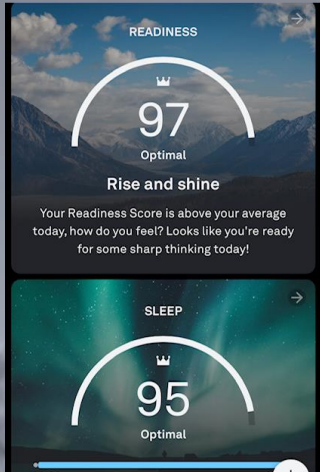 READINESS
97
Optimal
Rise and shine
Your Readiness Score is above your average
today, how do you feel? Looks like you're ready
for some sharp thinking today!
SLEEP
95
Optimal